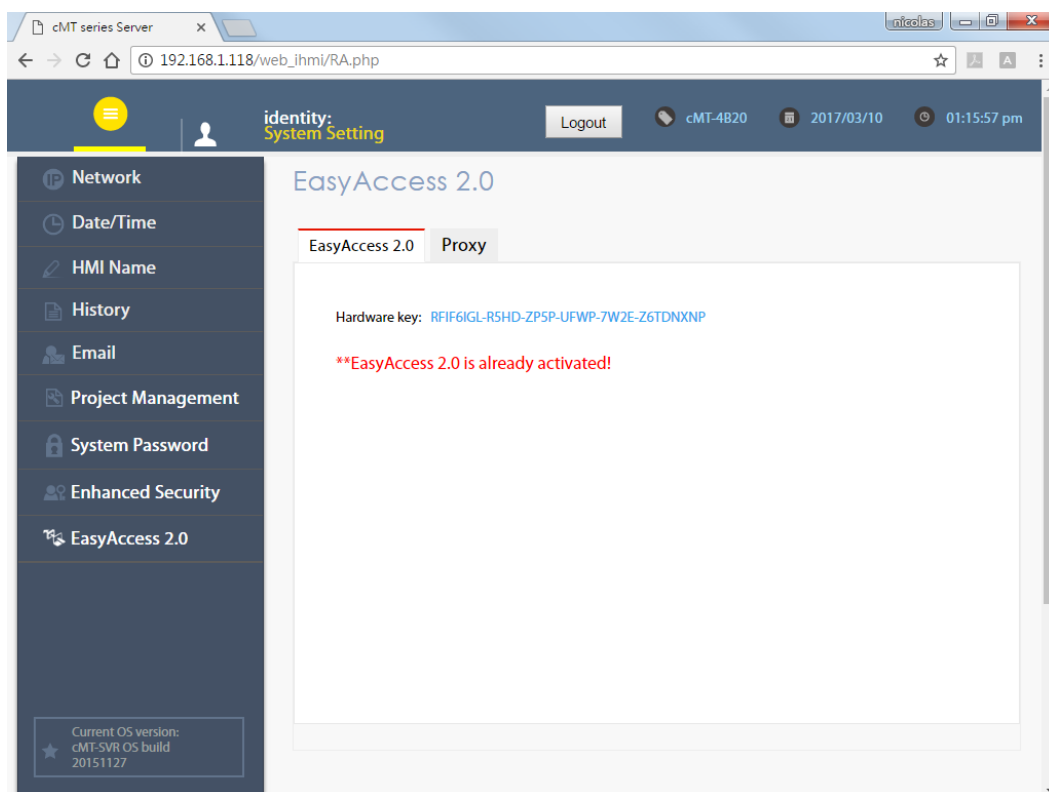 cMT series Server
nicolas
192.168.1.118/web_ihmi/RA.php
identity:
System Setting
Logout
cMT-4B20
2017/03/10
01:15:57 pm
Network
Date/Time
HMI Name
History
Email
Project Management
System Password
Enhanced Security
EasyAccess 2.0
Current OS version:
cMT-SVR OS build
20151127
EasyAccess 2.0
EasyAccess 2.0 Proxy
Hardware key: RFIF6IGL-R5HD-ZP5P-UFWP-7W2E-Z6TDNXNP
**EasyAccess 2.0 is already activated!